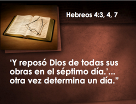 Hebreos 4:3, 4, 7
‘Y reposó Dios de todas sus
obras en el séptimo día.’...
otra vez determina un día.”